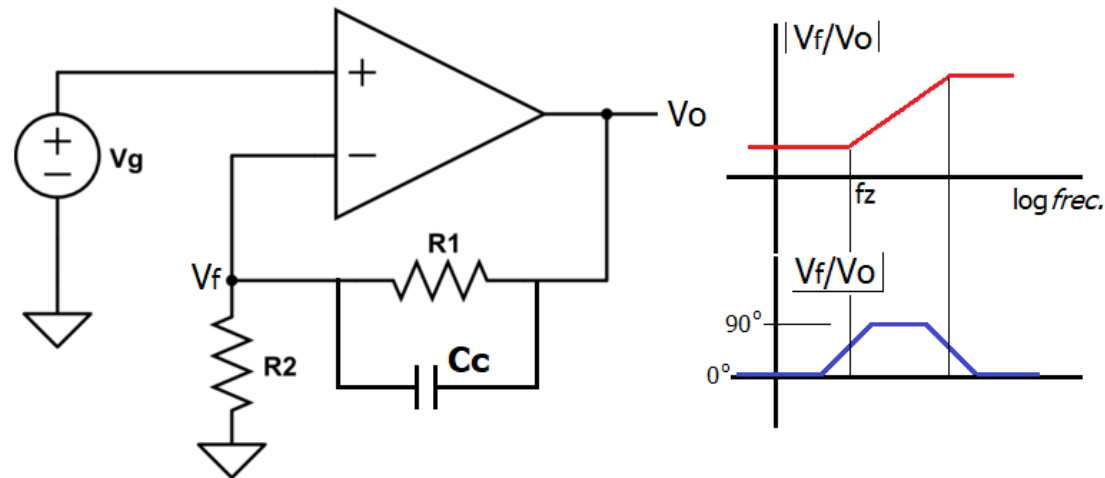 +
−
Vg
+
−
Vo
R1
Vf
R2
Cc
|Vf/Vo|
fz
log frec.
Vf/Vo|
90°
0°